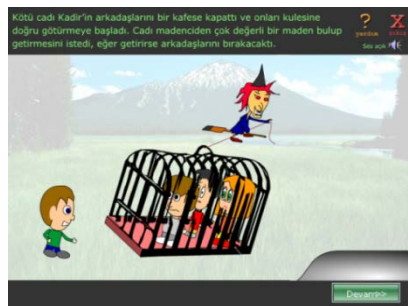 Kötü cadı Kadir'in arkadaşlarını bir kafese kapattı ve onları kulesine
doğru götürmeye başladı. Cadı madenciden çok değerli bir maden bulup
getirmesini istedi, eğer getirirse arkadaşlarını bırakacaktı.
?
X
yardım
Ses açık
Devam>>